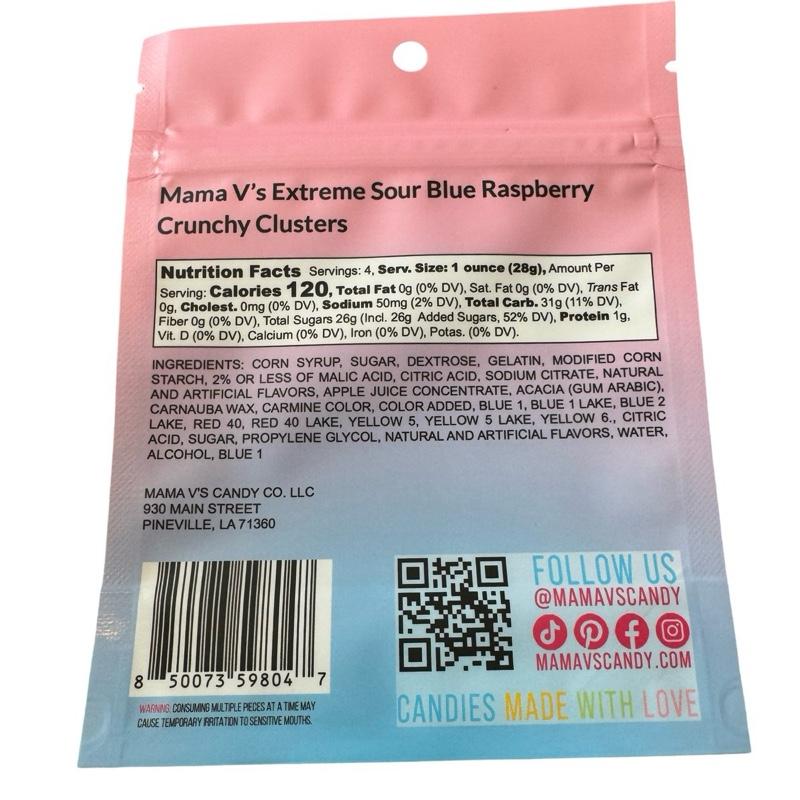 Mama V's Extreme Sour Blue Raspberry
Crunchy Clusters
Nutrition Facts Servings: 4, Serv. Size: 1 ounce (28g), Amount Per
Serving: Calories 120, Total Fat 0g (0% DV), Sat. Fat 0g (0% DV), Trans Fat
0g, Cholest. 0mg (0% DV), Sodium 50mg (2% DV), Total Carb. 31g (11% DV),
Fiber 0g (0% DV), Total Sugars 26g (Incl. 26g Added Sugars, 52% DV), Protein 1g,
Vit. D (0% DV), Calcium (0% DV), Iron (0% DV), Potas. (0% DV).
INGREDIENTS: CORN SYRUP, SUGAR, DEXTROSE, GELATIN, MODIFIED CORN
STARCH, 2% OR LESS OF MALIC ACID, CITRIC ACID, SODIUM CITRATE, NATURAL
AND ARTIFICIAL FLAVORS, APPLE JUICE CONCENTRATE, ACACIA (GUM ARABIC),
CARNAUBA WAX, CARMINE COLOR, COLOR ADDED, BLUE 1, BLUE 1 LAKE, BLUE 2
LAKE, RED 40, RED 40 LAKE, YELLOW 5, YELLOW 5 LAKE, YELLOW 6., CITRIC
ACID, SUGAR, PROPYLENE GLYCOL, NATURAL AND ARTIFICIAL FLAVORS, WATER,
ALCOHOL, BLUE 1
MAMA V'S CANDY CO. LLC
930 MAIN STREET
PINEVILLE, LA 71360
8 50073 59804 7
WARNING: CONSUMING MULTIPLE PIECES AT A TIME MAY
CAUSE TEMPORARY IRRITATION TO SENSITIVE MOUTHS.
FOLLOW US
@MAMAVSCANDY
MAMAVSCANDY.COM
CANDIES MADE WITH LOVE